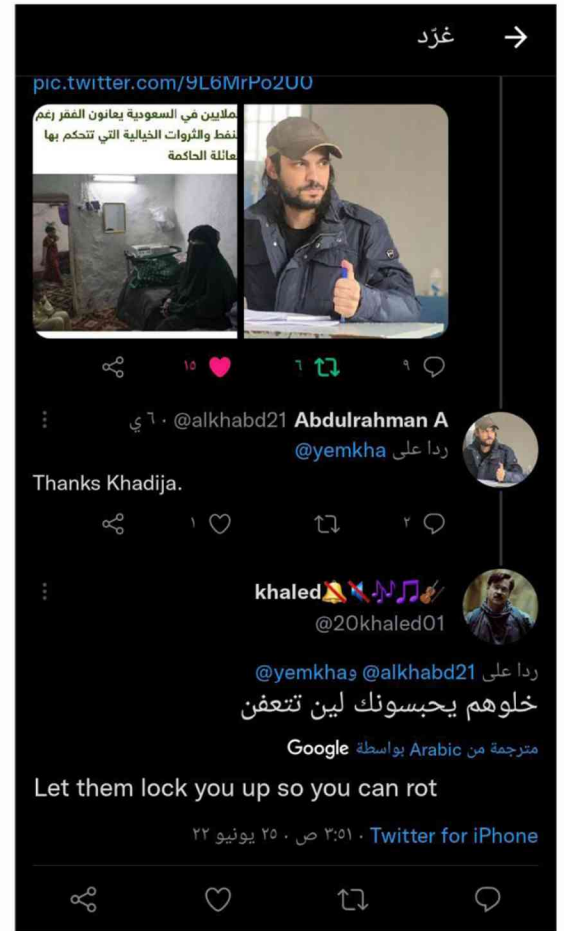 غرّد
pic.twitter.com/9L6MrPo2U0
ملايين في السعودية يعانون الفقر رغم
النفط والثروات الخيالية التي تتحكم بها
العائلة الحاكمة
٩ ٦ ١٥
Abdulrahman A @alkhabd21 · ٦ ي
ردا على @yemkha
Thanks Khadija.
٢ ١
khaled🔕🔇🎶🎵🎻
@20khaled01
ردا على @alkhabd21 و@yemkha
خلوهم يحبسونك لين تتعفن
مترجمة من Arabic بواسطة Google
Let them lock you up so you can rot
٣:٥١ ص · ٢٥ يونيو ٢٢ · Twitter for iPhone